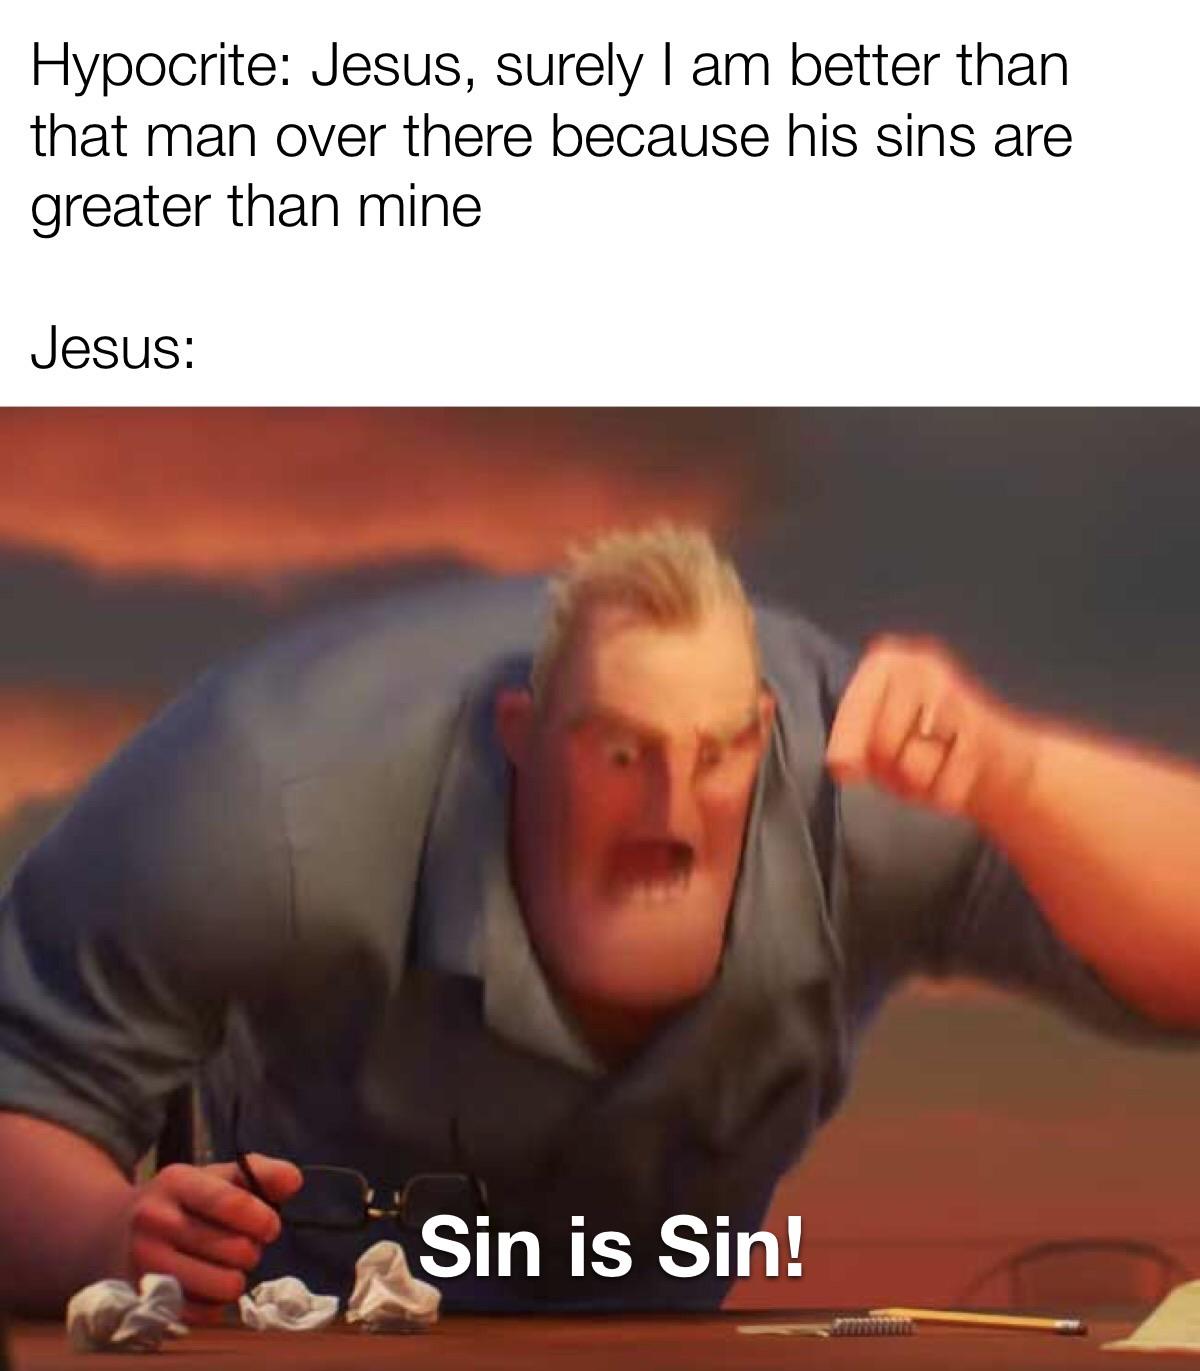 Hypocrite: Jesus, surely I am better than
that man over there because his sins are
greater than mine
Jesus:
Sin is Sin!